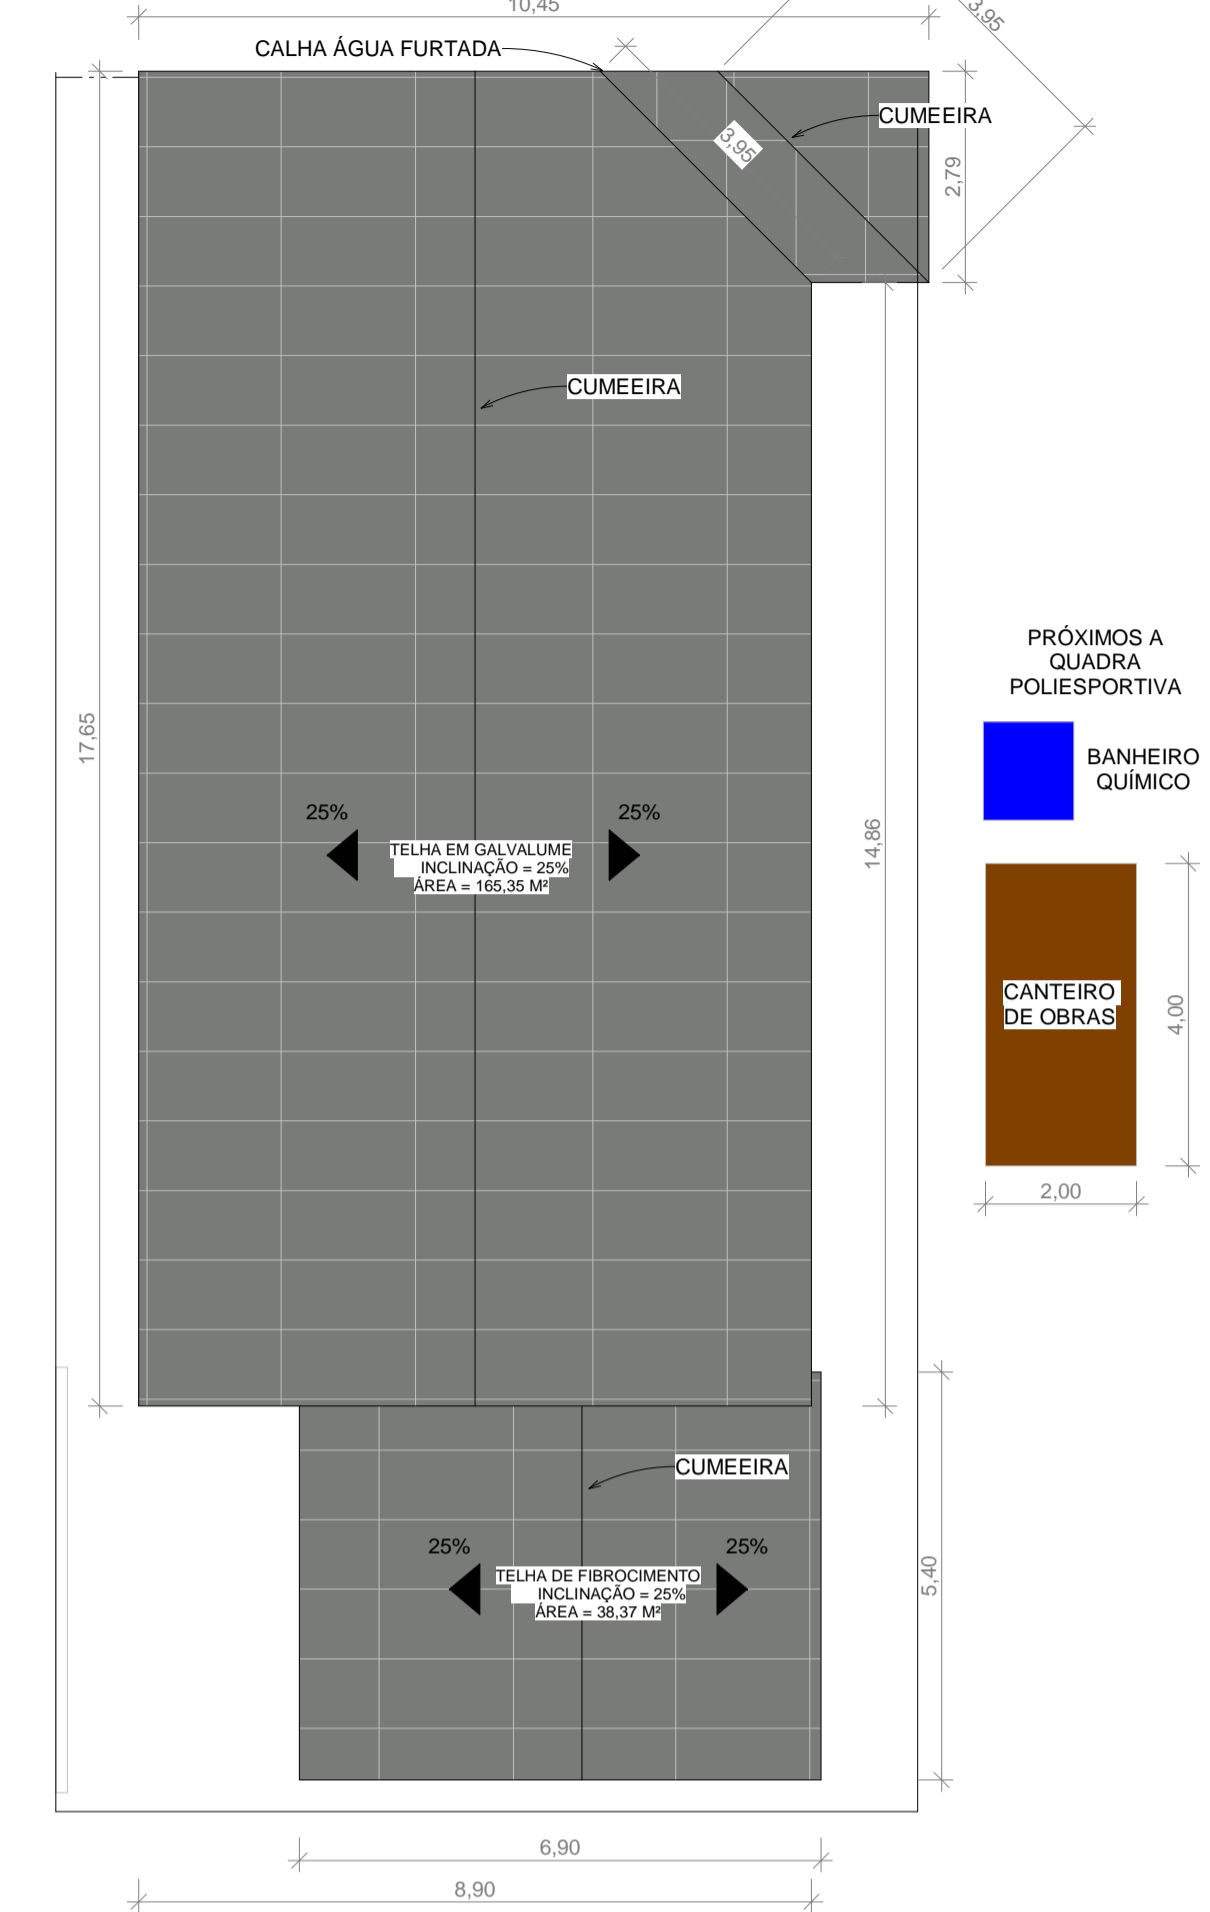 10,45
3,95
CALHA ÁGUA FURTADA
CUMEEIRA
3,95
2,79
CUMEEIRA
PRÓXIMOS A
QUADRA
POLIESPORTIVA
17,65
BANHEIRO
QUÍMICO
25%
25%
14,86
TELHA EM GALVALUME
INCLINAÇÃO = 25%
ÁREA = 165,35 M²
CANTEIRO
DE OBRAS
4,00
2,00
CUMEEIRA
25%
25%
TELHA DE FIBROCIMENTO
INCLINAÇÃO = 25%
ÁREA = 38,37 M²
5,40
6,90
8,90